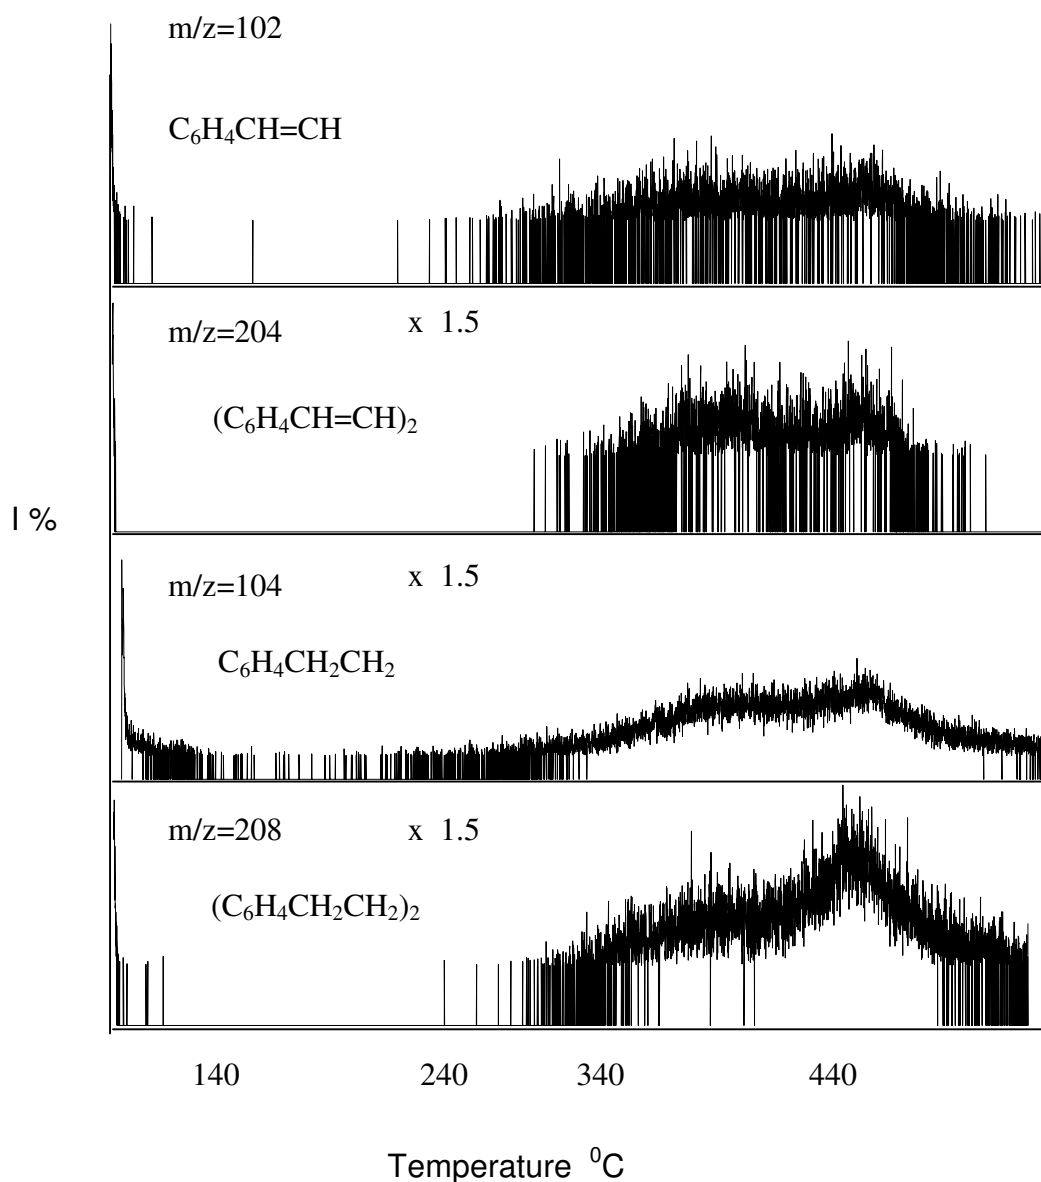 m/z=102
C₆H₄CH=CH
m/z=204 x 1.5
(C₆H₄CH=CH)₂
I %
m/z=104 x 1.5
C₆H₄CH₂CH₂
m/z=208 x 1.5
(C₆H₄CH₂CH₂)₂
140 240 340 440
Temperature ⁰C